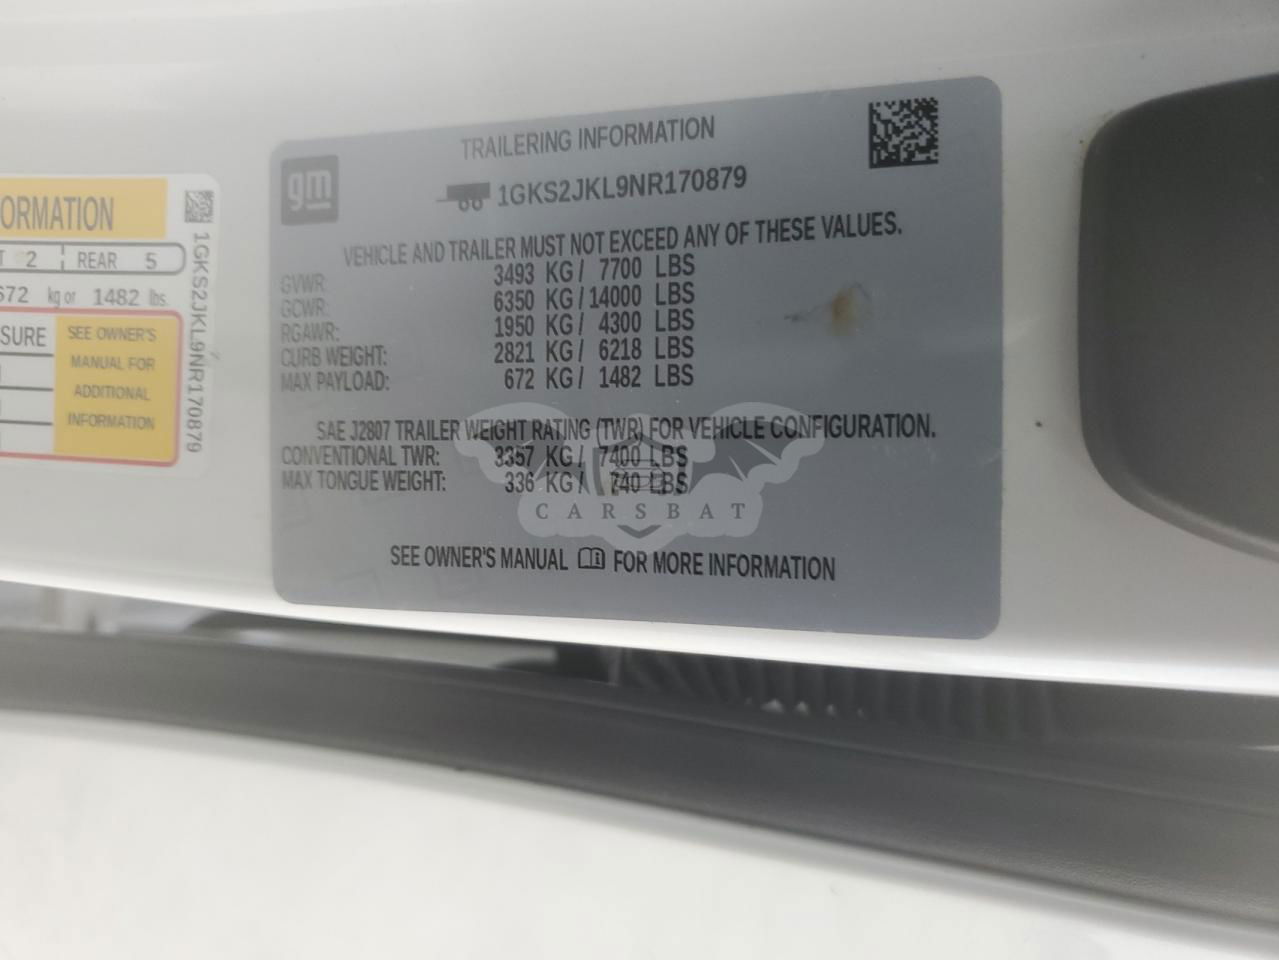 ORMATION
T 2 | REAR 5
672 kg or 1482 lbs.
SURE
SEE OWNER'S
MANUAL FOR
ADDITIONAL
INFORMATION
1GKS2JKL9NR170879
gm
TRAILERING INFORMATION
1GKS2JKL9NR170879
VEHICLE AND TRAILER MUST NOT EXCEED ANY OF THESE VALUES.
GVWR: 3493 KG / 7700 LBS
GCWR: 6350 KG / 14000 LBS
RGAWR: 1950 KG / 4300 LBS
CURB WEIGHT: 2821 KG / 6218 LBS
MAX PAYLOAD: 672 KG / 1482 LBS
SAE J2807 TRAILER WEIGHT RATING (TWR) FOR VEHICLE CONFIGURATION.
CONVENTIONAL TWR: 3357 KG / 7400 LBS
MAX TONGUE WEIGHT: 336 KG / 740 LBS
CARSBAT
SEE OWNER'S MANUAL FOR MORE INFORMATION